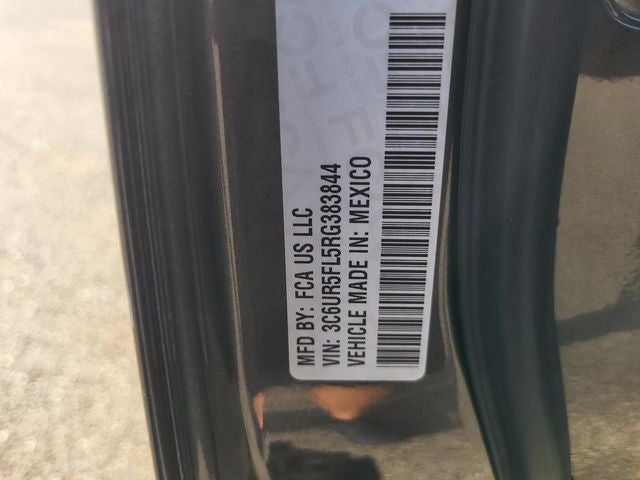 MFD BY: FCA US LLC
VIN: 3C6UR5FL5RG383844
VEHICLE MADE IN: MEXICO